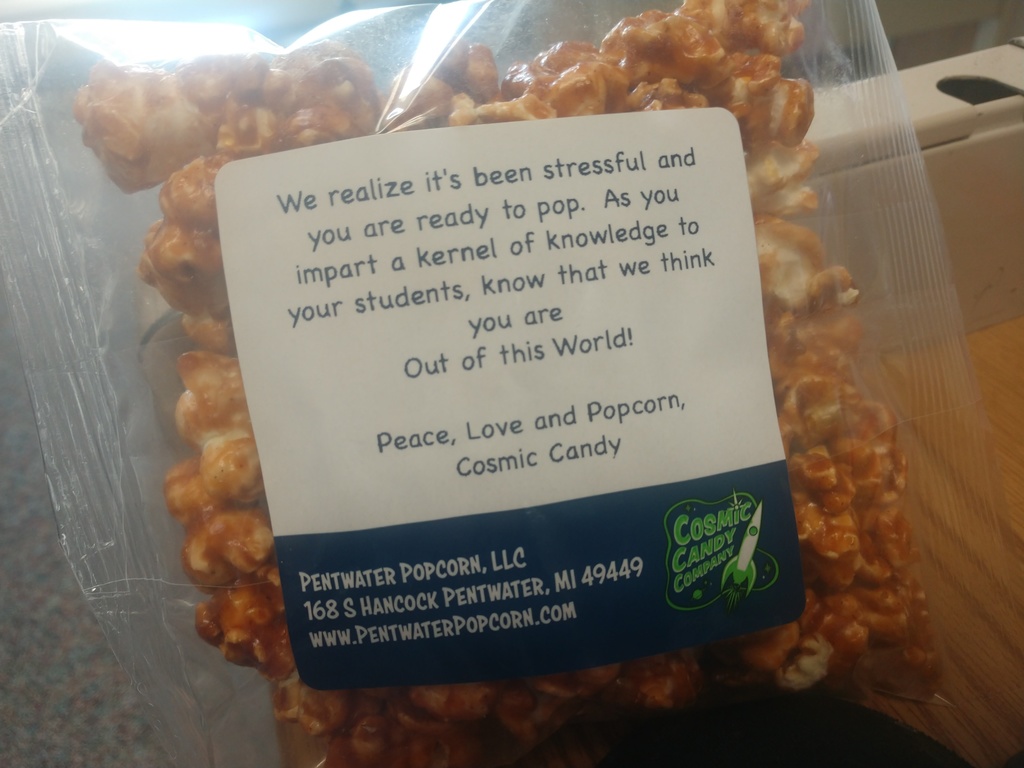 We realize it's been stressful and
you are ready to pop. As you
impart a kernel of knowledge to
your students, know that we think
you are
Out of this World!
Peace, Love and Popcorn,
Cosmic Candy
PENTWATER POPCORN, LLC
168 S HANCOCK PENTWATER, MI 49449
WWW.PENTWATERPOPCORN.COM
COSMIC
CANDY
COMPANY